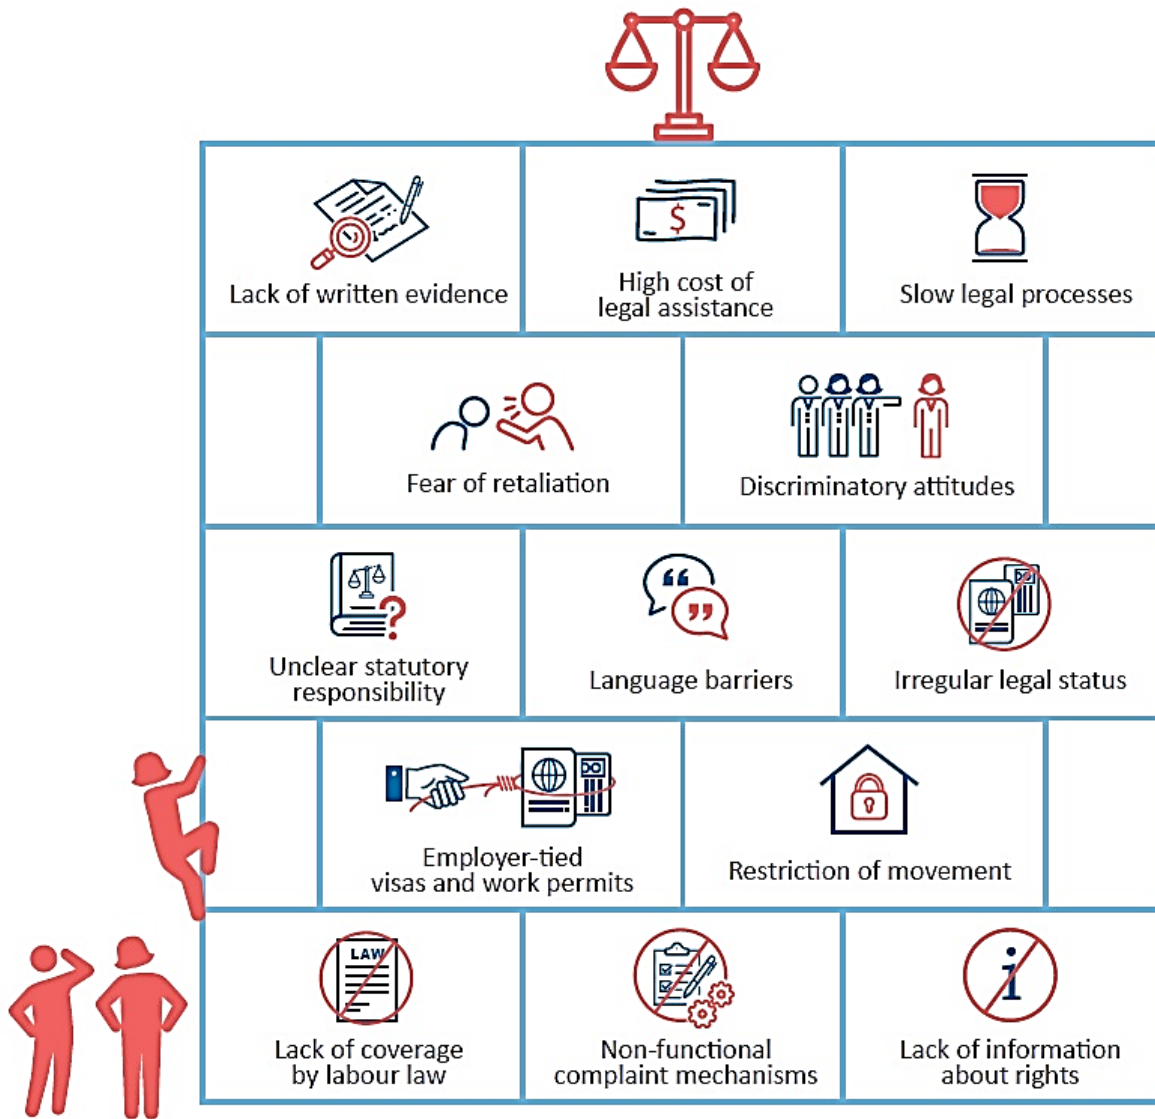 Lack of written evidence
High cost of
legal assistance
$
Slow legal processes
Fear of retaliation
Discriminatory attitudes
Unclear statutory
responsibility
?
Language barriers
Irregular legal status
Employer-tied
visas and work permits
Restriction of movement
LAW
Lack of coverage
by labour law
Non-functional
complaint mechanisms
i
Lack of information
about rights